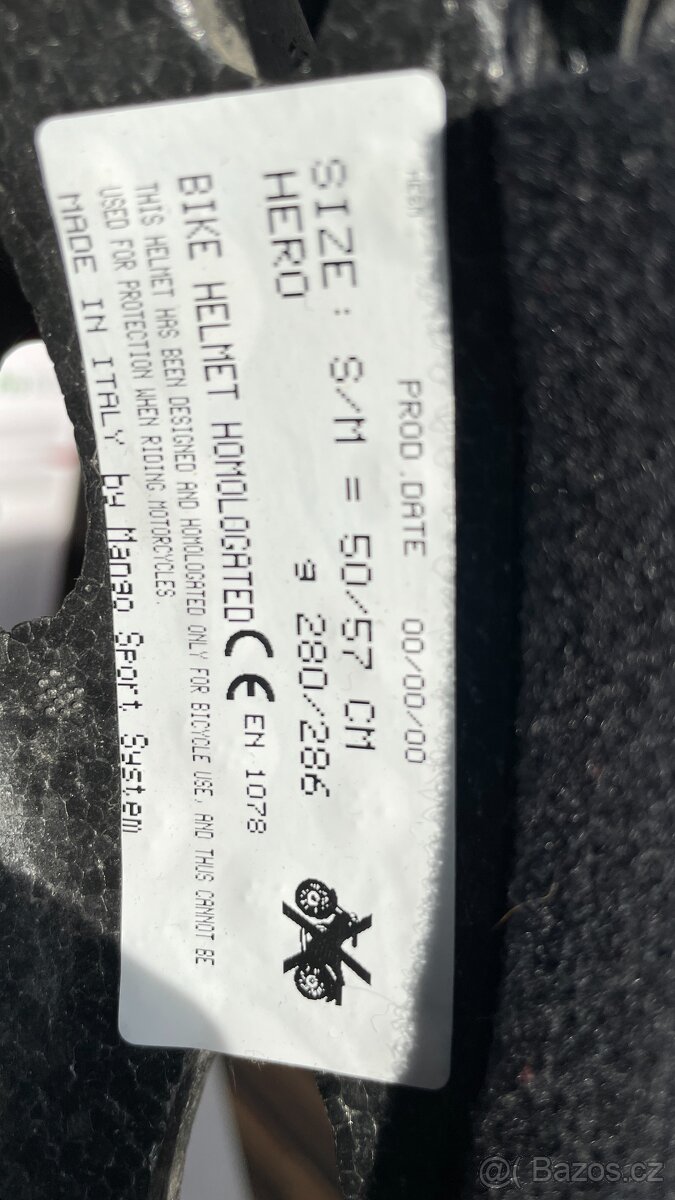 PROD.DATE 00/00/00
SIZE : S/M = 50/57 CM
HERO g 280/286
BIKE HELMET HOMOLOGATED CE EN 1078
THIS HELMET HAS BEEN DESIGNED AND HOMOLOGATED ONLY FOR BICYCLE USE, AND THUS CANNOT BE
USED FOR PROTECTION WHEN RIDING MOTORCYCLES.
MADE IN ITALY by Mango Sport System
@( Bazos.cz